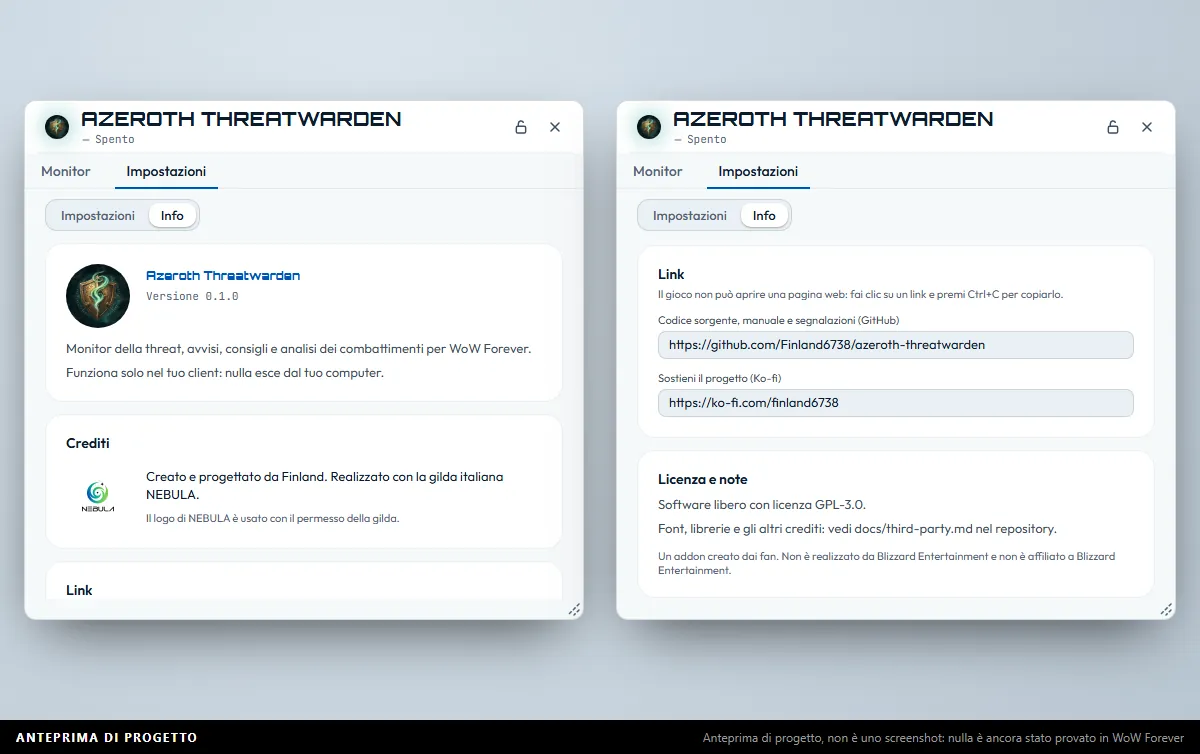 AZEROTH THREATWARDEN
— Spento
Monitor
Impostazioni
Impostazioni
Info
Azeroth Threatwarden
Versione 0.1.0
Monitor della threat, avvisi, consigli e analisi dei combattimenti per WoW Forever.
Funziona solo nel tuo client: nulla esce dal tuo computer.
Crediti
NEBULA
Creato e progettato da Finland. Realizzato con la gilda italiana
NEBULA.
Il logo di NEBULA è usato con il permesso della gilda.
Link
AZEROTH THREATWARDEN
— Spento
Monitor
Impostazioni
Impostazioni
Info
Link
Il gioco non può aprire una pagina web: fai clic su un link e premi Ctrl+C per copiarlo.
Codice sorgente, manuale e segnalazioni (GitHub)
https://github.com/Finland6738/azeroth-threatwarden
Sostieni il progetto (Ko-fi)
https://ko-fi.com/finland6738
Licenza e note
Software libero con licenza GPL-3.0.
Font, librerie e gli altri crediti: vedi docs/third-party.md nel repository.
Un addon creato dai fan. Non è realizzato da Blizzard Entertainment e non è affiliato a Blizzard
Entertainment.
ANTEPRIMA DI PROGETTO
Anteprima di progetto, non è uno screenshot: nulla è ancora stato provato in WoW Forever